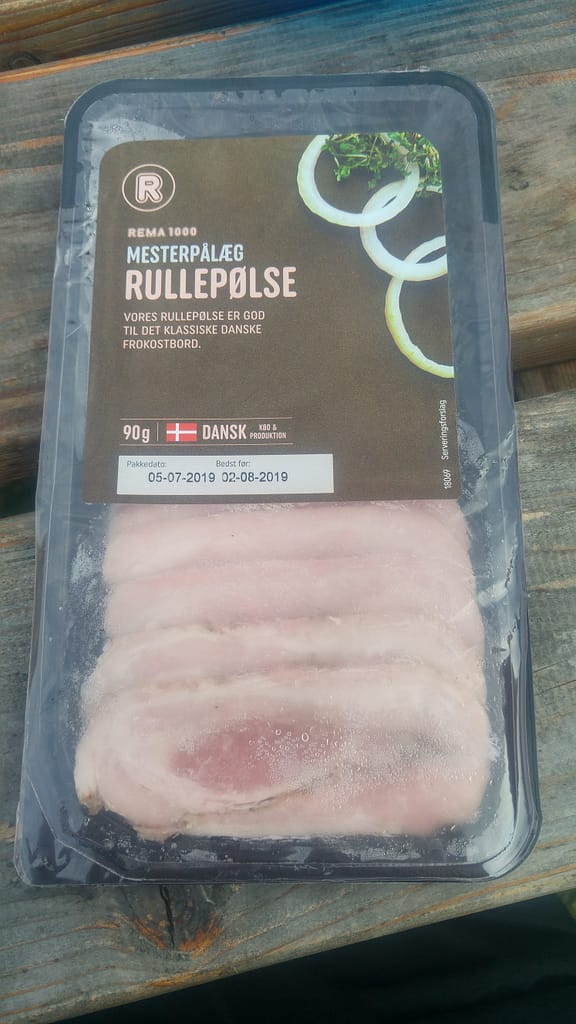 R
REMA 1000
MESTERPÅLÆG
RULLEPØLSE
VORES RULLEPØLSE ER GOD
TIL DET KLASSISKE DANSKE
FROKOSTBORD.
90g DANSK KØD & PRODUKTION
Pakkedato: Bedst før:
05-07-2019 02-08-2019
18069 Serveringsforslag